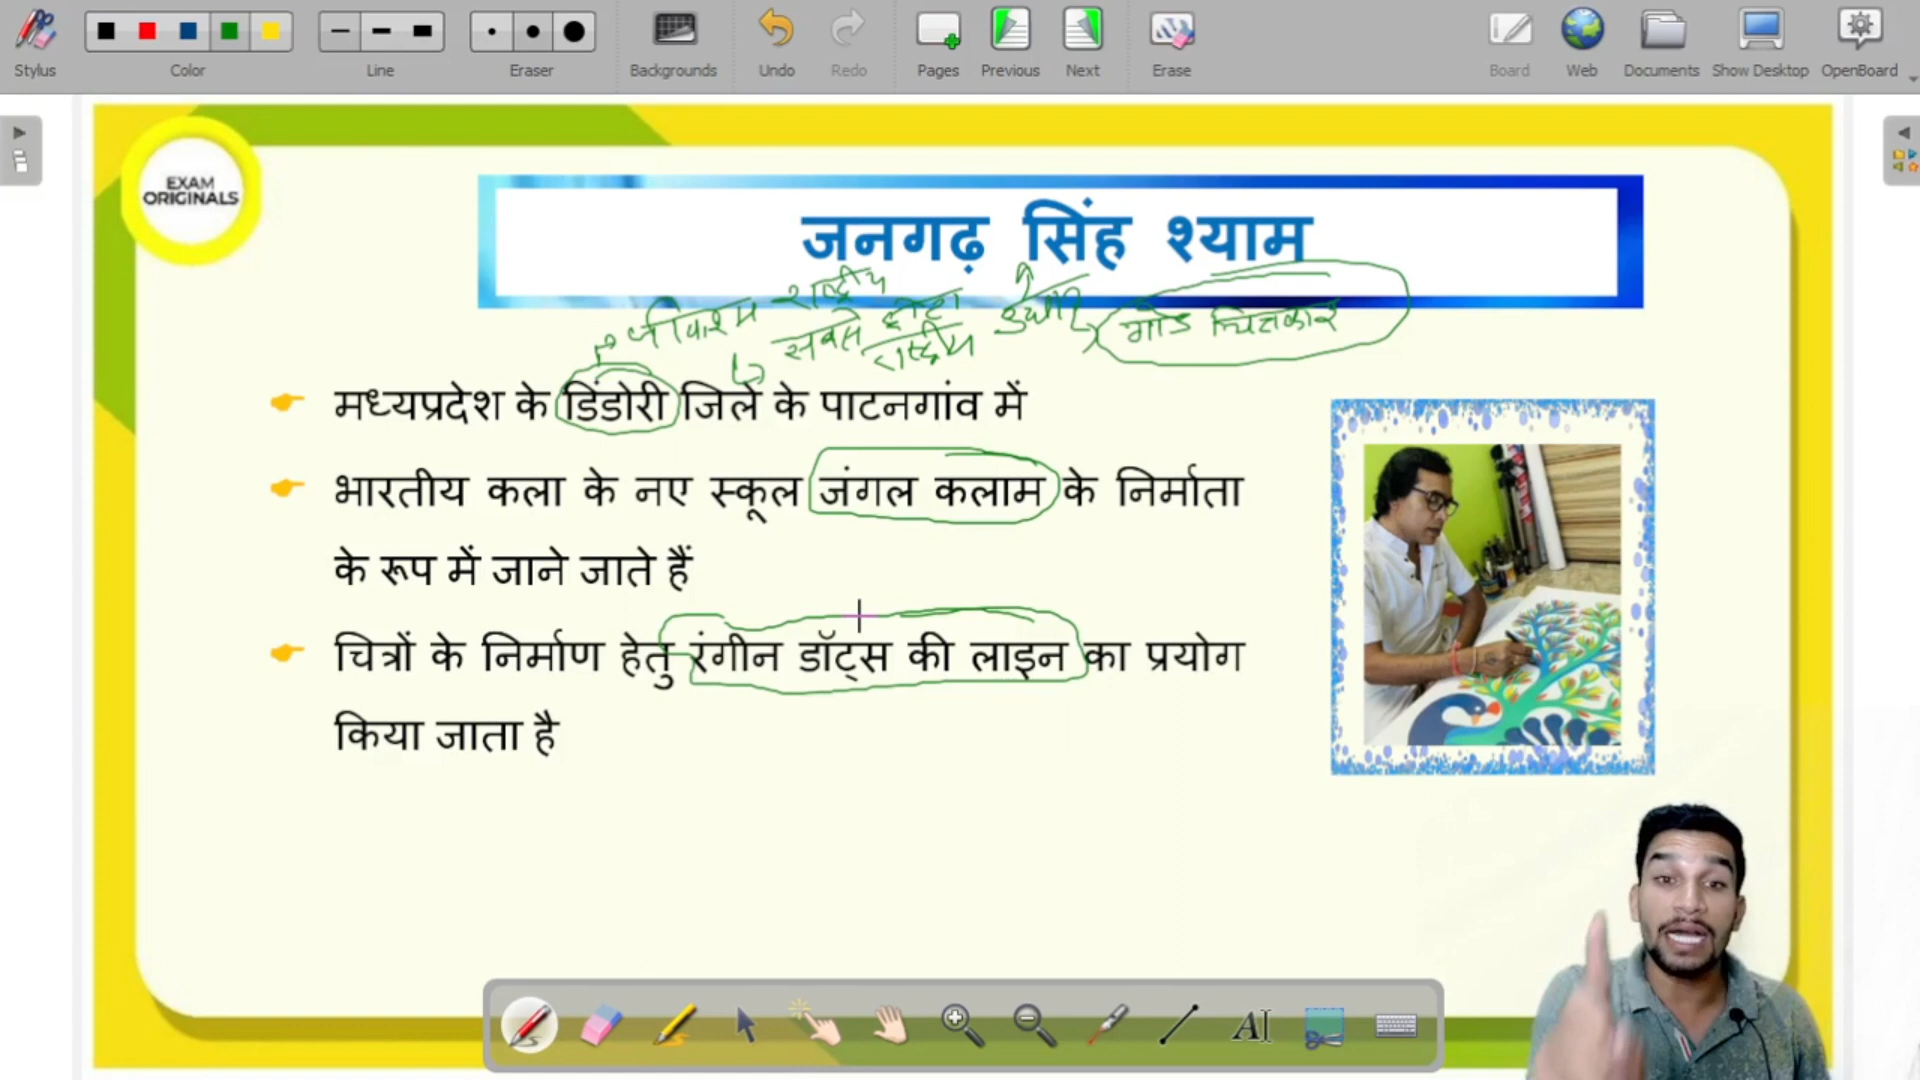 Stylus
Color
Line
Eraser
Backgrounds
Undo
Redo
Pages
Previous
Next
Erase
Board
Web
Documents
Show Desktop
OpenBoard
EXAM
ORIGINALS
जनगढ़ सिंह श्याम
राष्ट्रीय
सबसे छोटा
राष्ट्रीय
गोंड चित्रकार
मध्यप्रदेश के डिंडोरी जिले के पाटनगांव में
भारतीय कला के नए स्कूल जंगल कलाम के निर्माता
के रूप में जाने जाते हैं
चित्रों के निर्माण हेतु रंगीन डॉट्स की लाइन का प्रयोग
किया जाता है